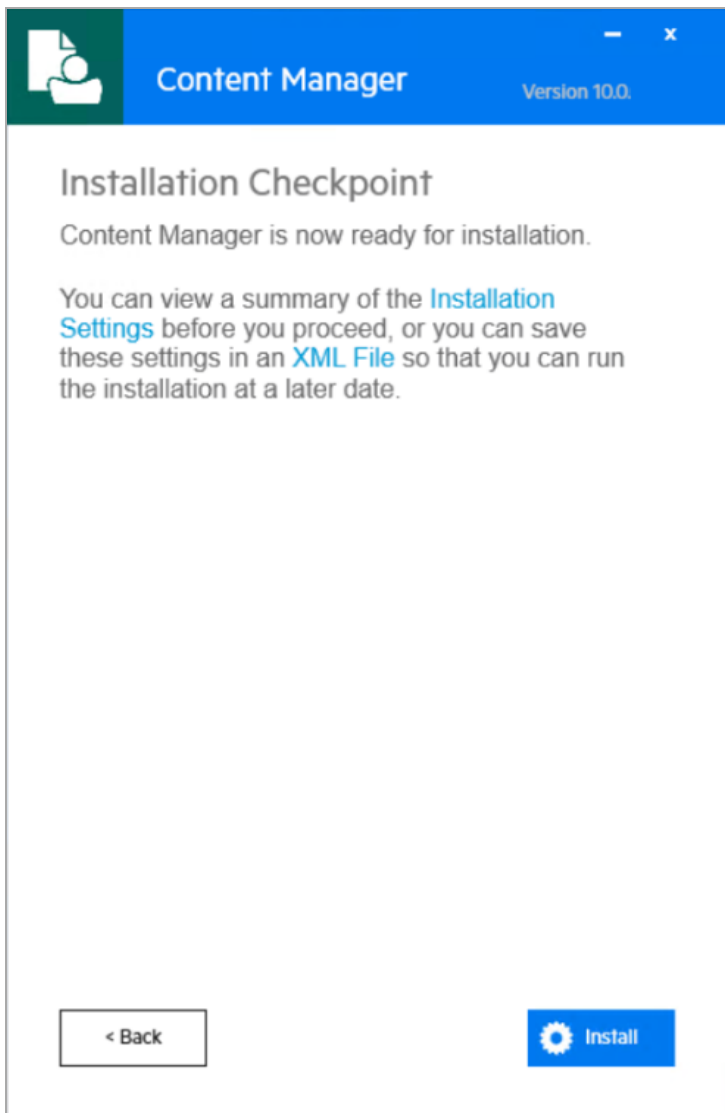 – x
Content Manager
Version 10.0.
Installation Checkpoint
Content Manager is now ready for installation.
You can view a summary of the Installation
Settings before you proceed, or you can save
these settings in an XML File so that you can run
the installation at a later date.
< Back
Install